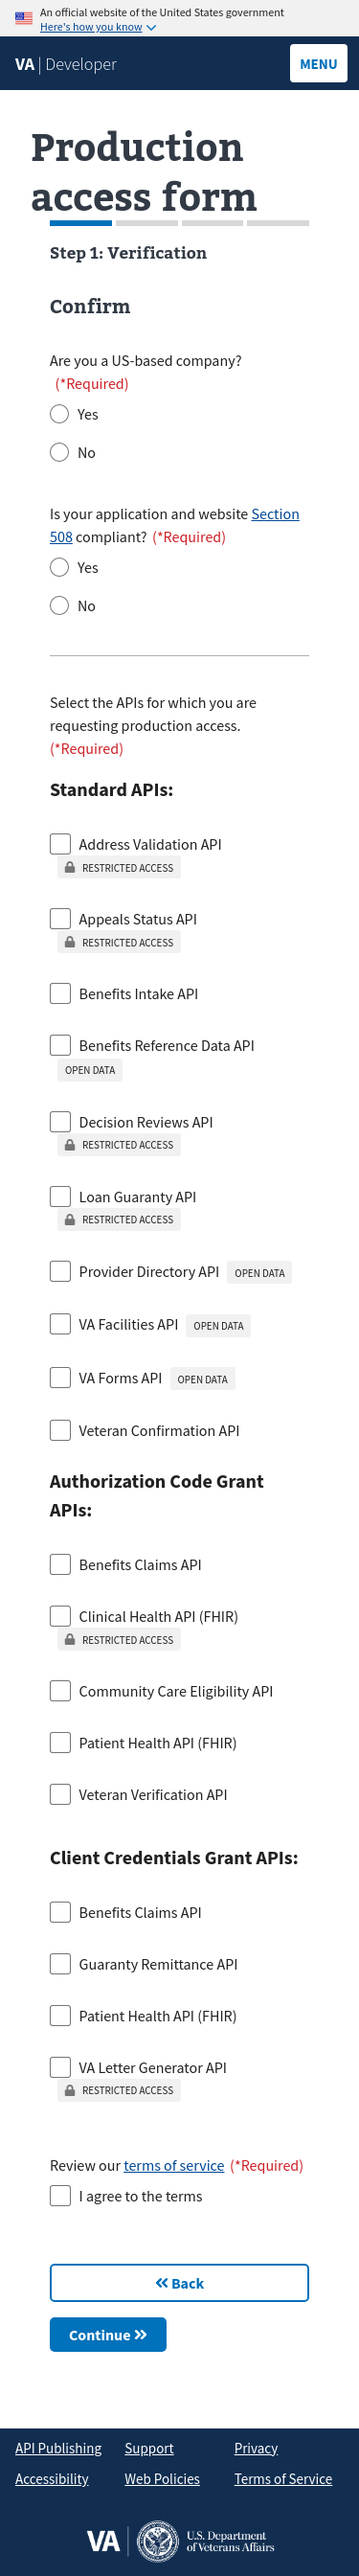 An official website of the United States government
Here's how you know
VA | Developer
MENU
Production
access form
Step 1: Verification
Confirm
Are you a US-based company?
(*Required)
Yes
No
Is your application and website Section
508 compliant? (*Required)
Yes
No
Select the APIs for which you are
requesting production access.
(*Required)
Standard APIs:
Address Validation API
RESTRICTED ACCESS
Appeals Status API
RESTRICTED ACCESS
Benefits Intake API
Benefits Reference Data API
OPEN DATA
Decision Reviews API
RESTRICTED ACCESS
Loan Guaranty API
RESTRICTED ACCESS
Provider Directory API OPEN DATA
VA Facilities API OPEN DATA
VA Forms API OPEN DATA
Veteran Confirmation API
Authorization Code Grant
APIs:
Benefits Claims API
Clinical Health API (FHIR)
RESTRICTED ACCESS
Community Care Eligibility API
Patient Health API (FHIR)
Veteran Verification API
Client Credentials Grant APIs:
Benefits Claims API
Guaranty Remittance API
Patient Health API (FHIR)
VA Letter Generator API
RESTRICTED ACCESS
Review our terms of service (*Required)
I agree to the terms
Back
Continue
API Publishing Support Privacy
Accessibility Web Policies Terms of Service
VA U.S. Department
of Veterans Affairs